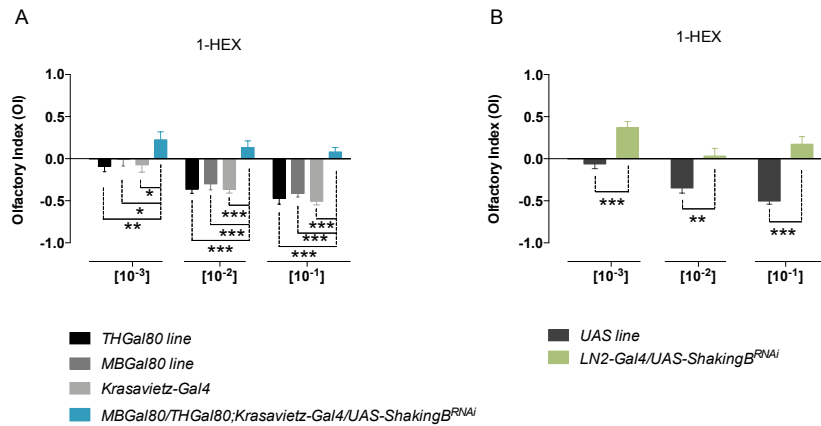 A
1-HEX
Olfactory Index (OI)
1.0
0.5
0.0
-0.5
-1.0
*
*
**
***
***
***
***
***
***
[10-3]
[10-2]
[10-1]
THGal80 line
MBGal80 line
Krasavietz-Gal4
MBGal80/THGal80;Krasavietz-Gal4/UAS-ShakingBRNAi
B
1-HEX
Olfactory Index (OI)
1.0
0.5
0.0
-0.5
-1.0
***
**
***
[10-3]
[10-2]
[10-1]
UAS line
LN2-Gal4/UAS-ShakingBRNAi